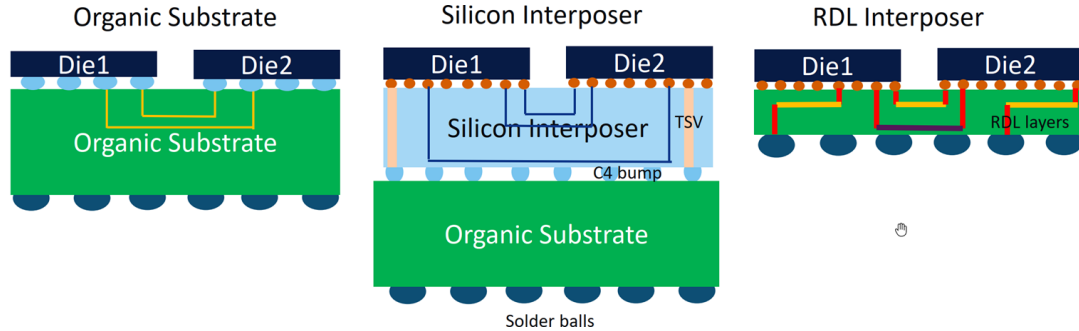 Organic Substrate
Silicon Interposer
RDL Interposer
Die1
Die2
Organic Substrate
Die1
Die2
Silicon Interposer
TSV
C4 bump
Organic Substrate
Solder balls
Die1
Die2
RDL layers